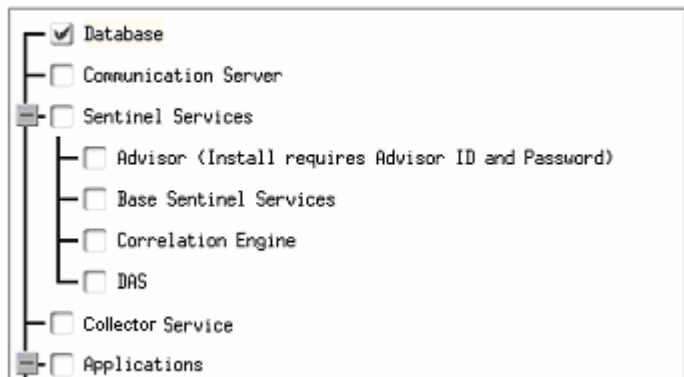 Database
Communication Server
Sentinel Services
Advisor (Install requires Advisor ID and Password)
Base Sentinel Services
Correlation Engine
DAS
Collector Service
Applications